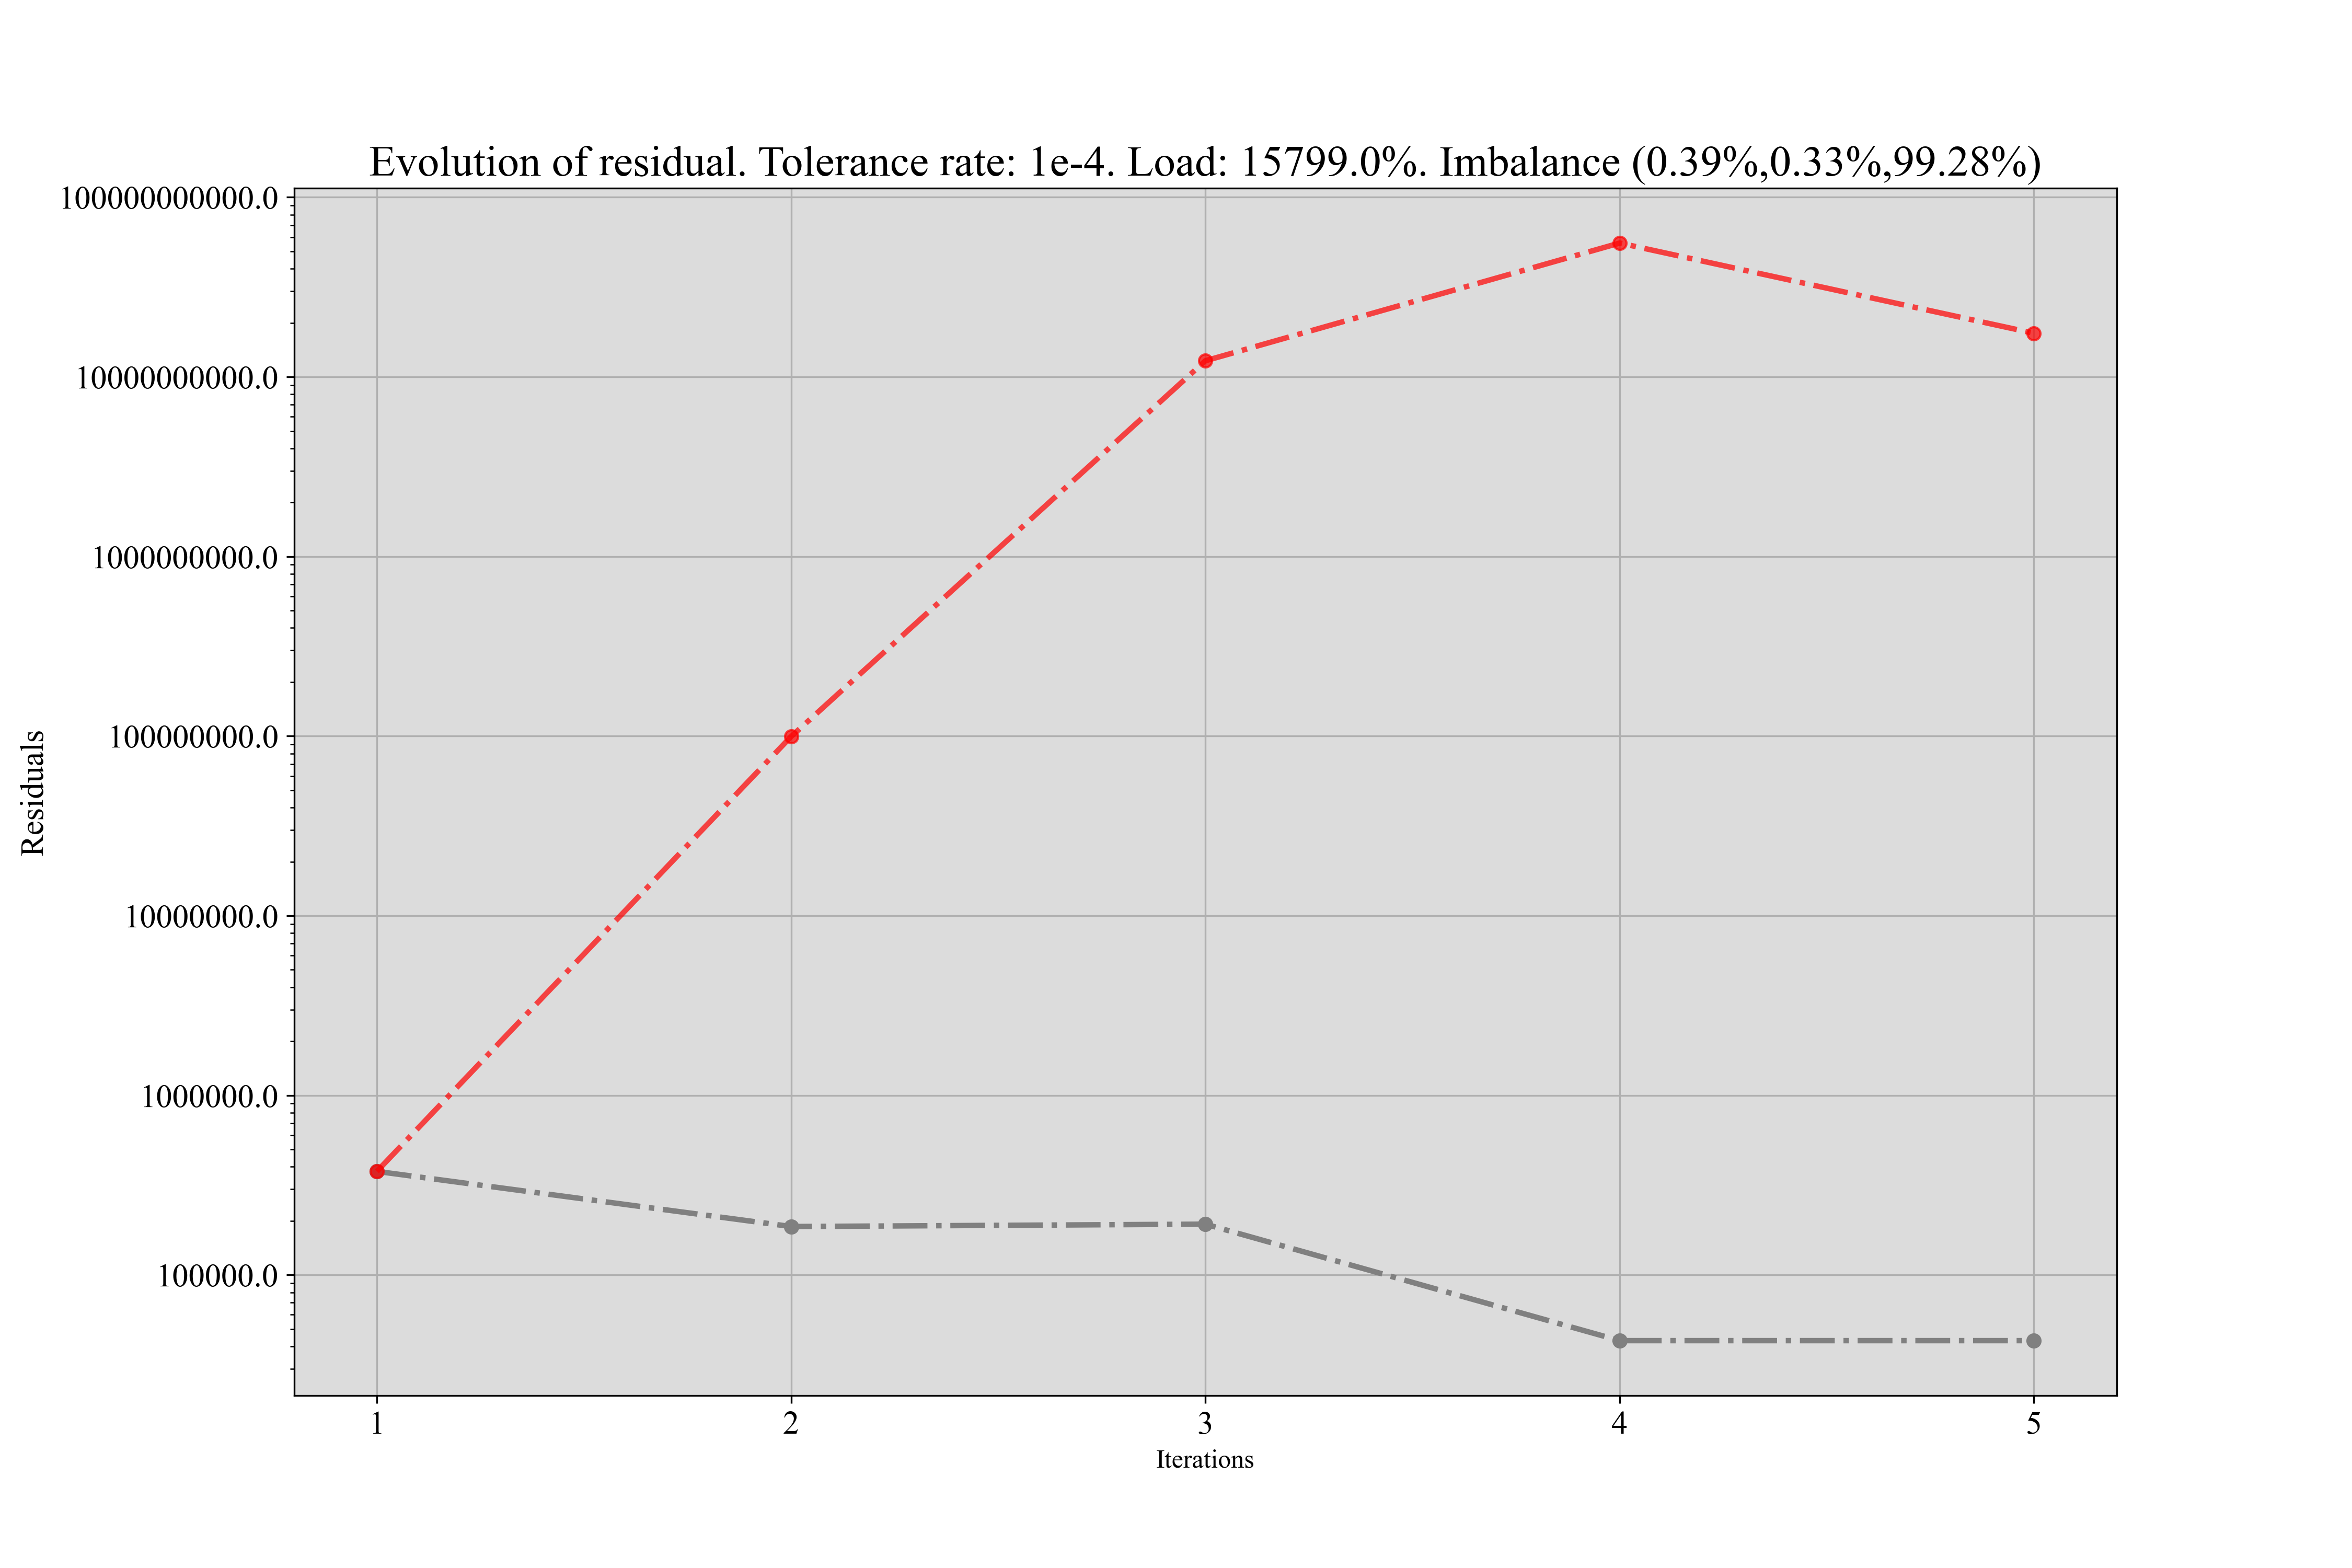 Evolution of residual. Tolerance rate: 1e-4. Load: 15799.0%. Imbalance (0.39%,0.33%,99.28%)
100000000000.0
10000000000.0
1000000000.0
100000000.0
10000000.0
1000000.0
100000.0
Residuals
1 2 3 4 5
Iterations